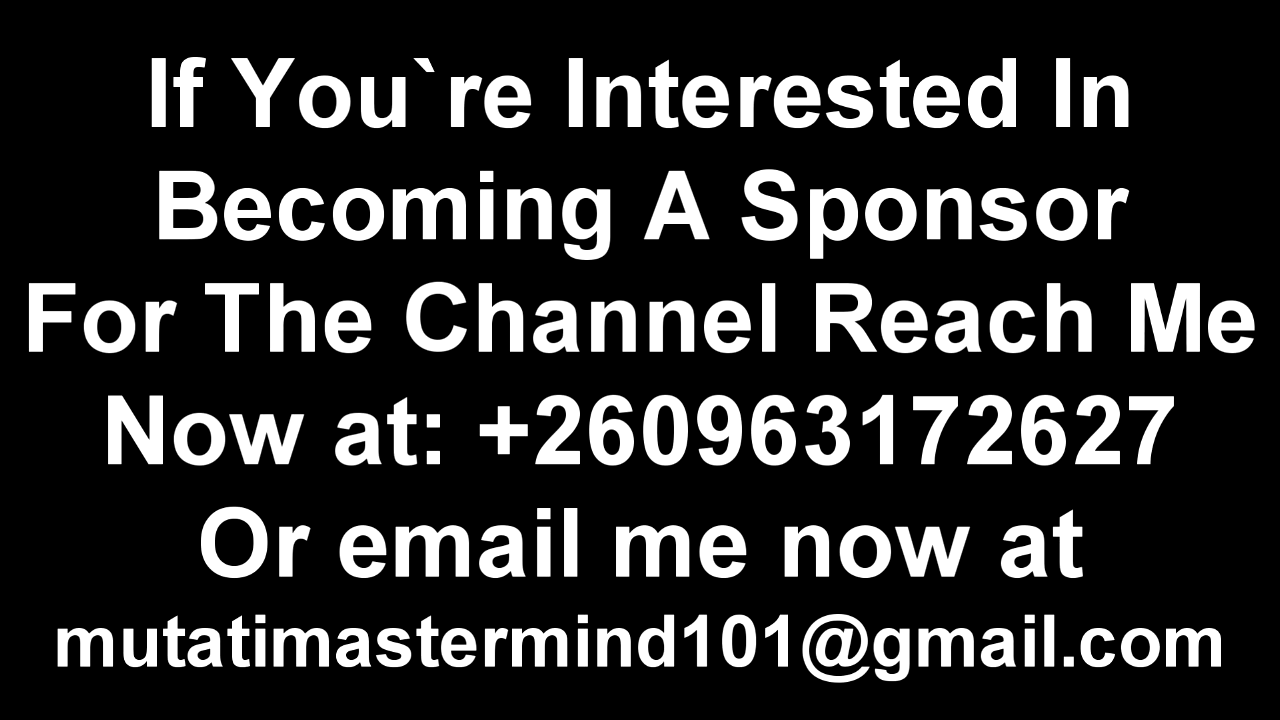 If You`re Interested In
Becoming A Sponsor
For The Channel Reach Me
Now at: +260963172627
Or email me now at
mutatimastermind101@gmail.com